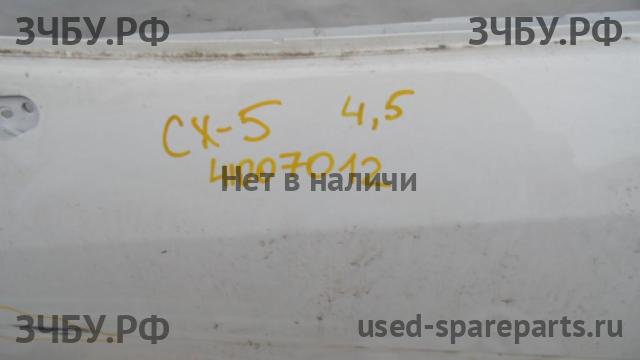 ЗЧБУ.РФ ЗЧБУ.РФ
CX-5 4,5
Нет в наличи
ЗЧБУ.РФ used-spareparts.ru